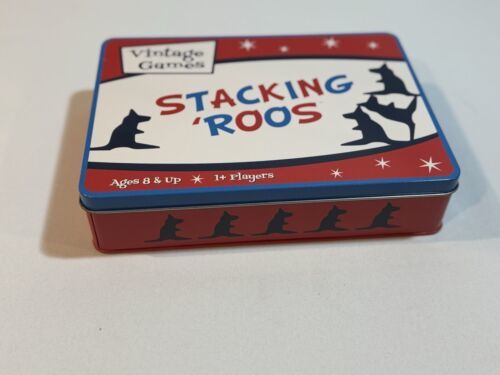 Vintage
Games
STACKING
'ROOS
Ages 8 & Up * 1+ Players